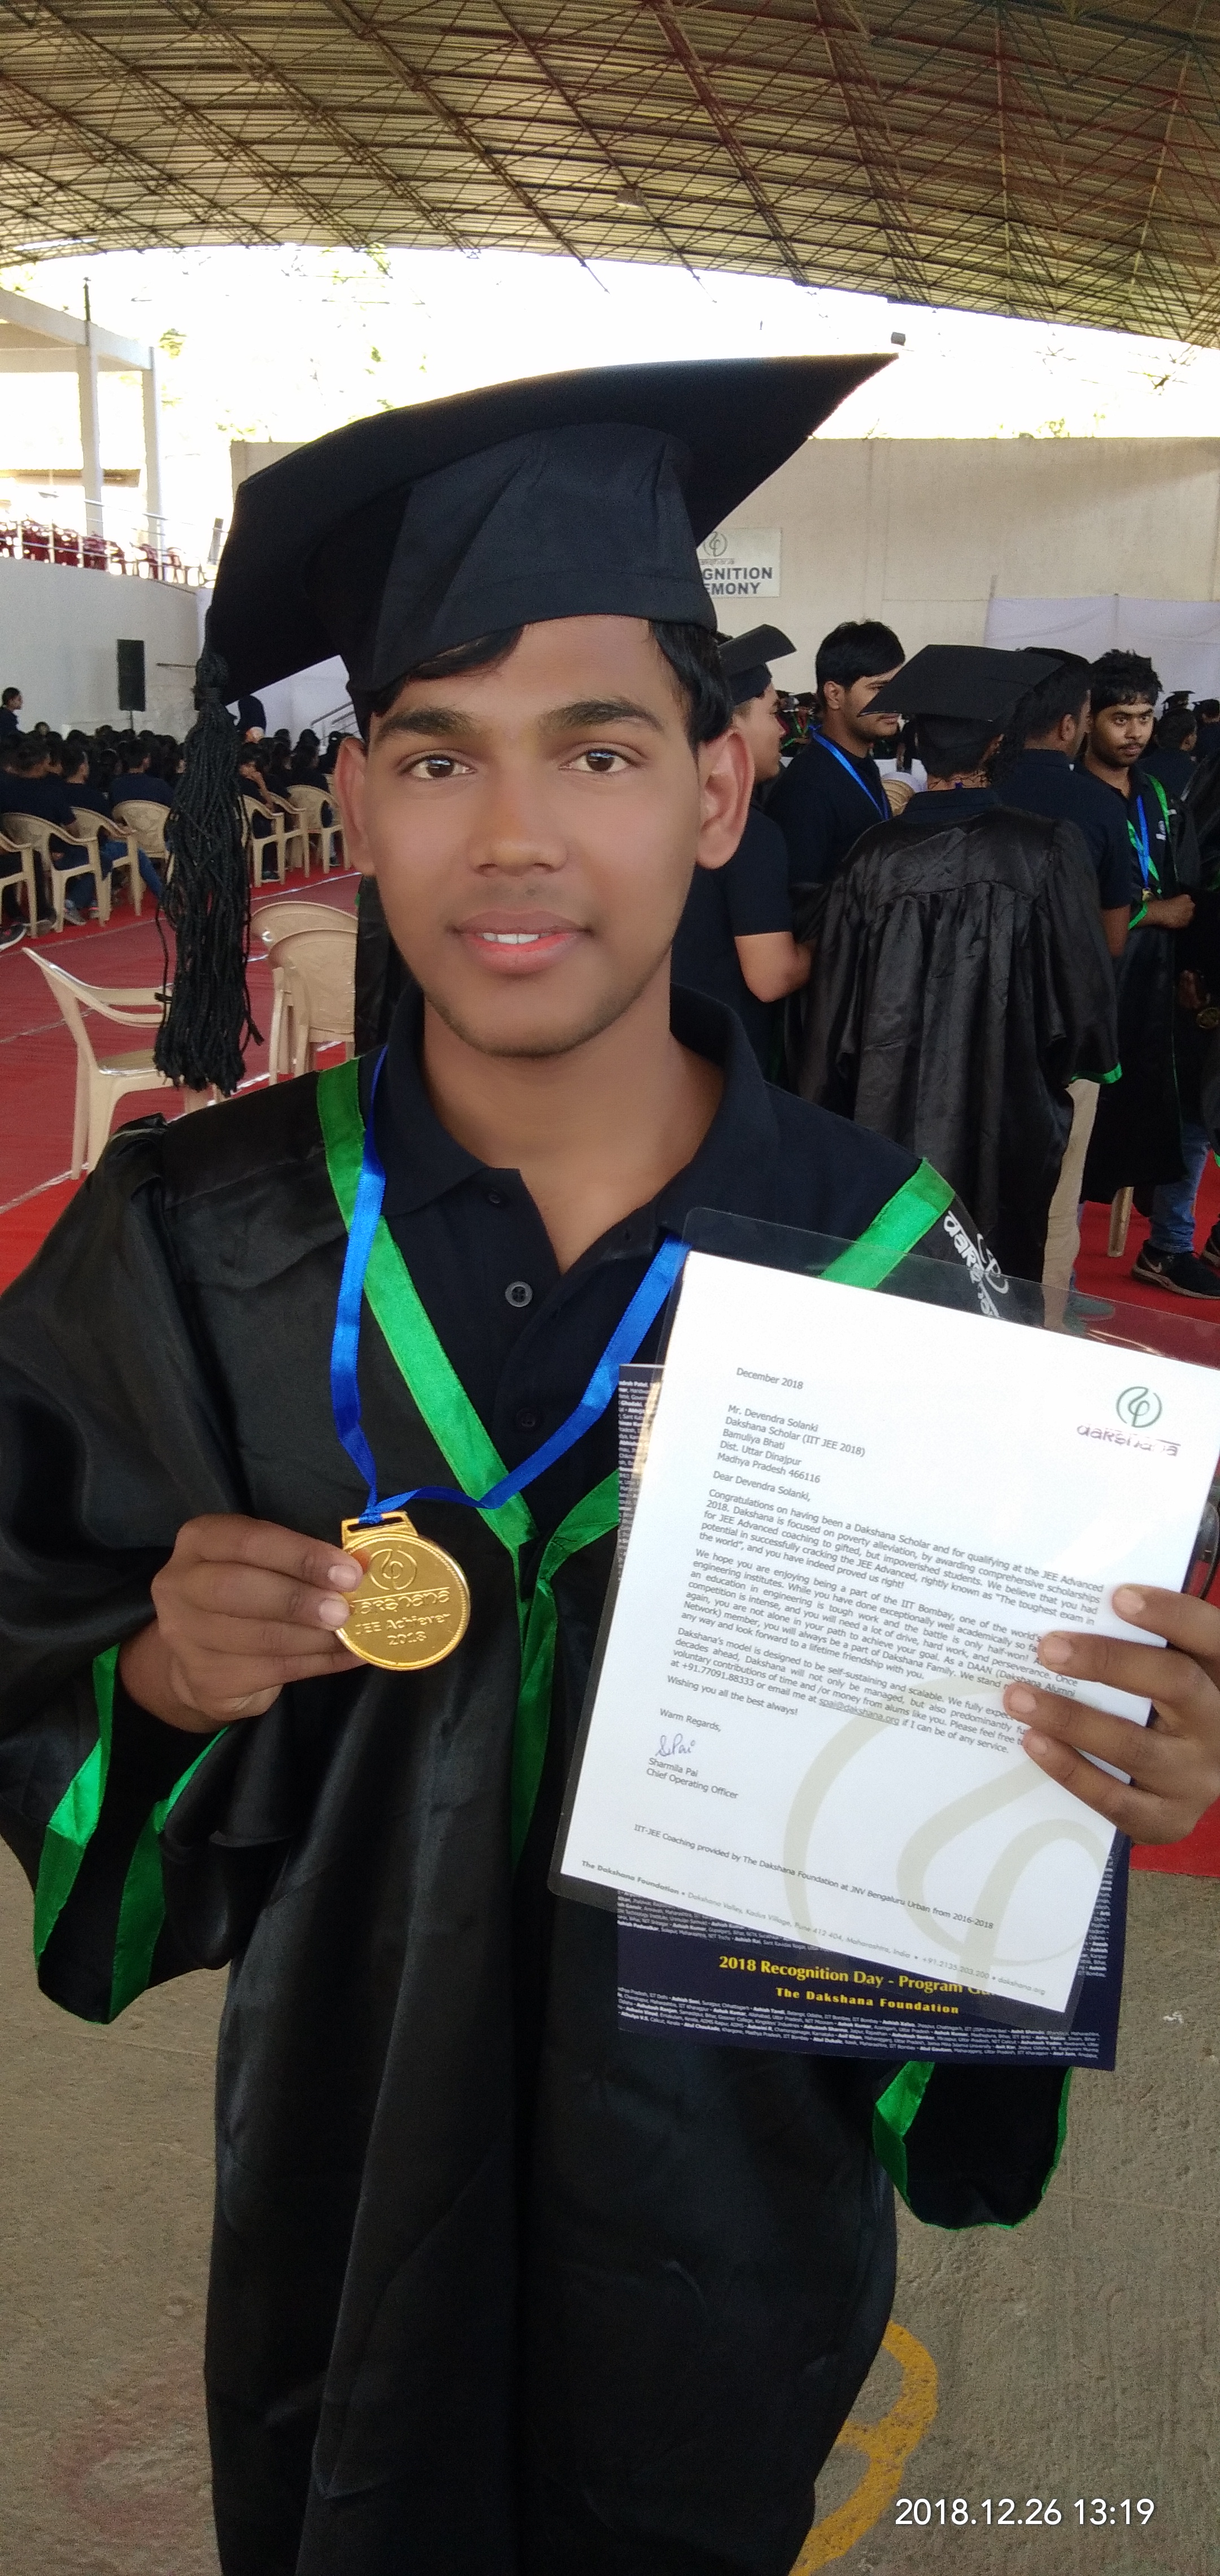 GNITION
EMONY
dakshana
December 2018
dakshana
Mr. Devendra Solanki
Dakshana Scholar (IIT JEE 2018)
Bamuliya Bhati
Dist. Uttar Dinajpur
Madhya Pradesh 466116
Dear Devendra Solanki,
Congratulations on having been a Dakshana Scholar and for qualifying at the JEE Advanced
2018. Dakshana is focused on poverty alleviation, by awarding comprehensive scholarships
for JEE Advanced coaching to gifted, but impoverished students. We believe that you had
potential in successfully cracking the JEE Advanced, rightly known as "The toughest exam in
the world", and you have indeed proved us right!
We hope you are enjoying being a part of the IIT Bombay, one of the world's
engineering institutes. While you have done exceptionally well academically so fa
an education in engineering is tough work and the battle is only half-won! A
competition is intense, and you will need a lot of drive, hard work, and perseverance. Once
again, you are not alone in your path to achieve your goal. As a DAAN (Dakshana Alumni
Network) member, you will always be a part of Dakshana Family. We stand
any way and look forward to a lifetime friendship with you.
Dakshana's model is designed to be self-sustaining and scalable. We fully expect
decades ahead, Dakshana will not only be managed, but also predominantly fu
voluntary contributions of time and /or money from alums like you. Please feel free t
at +91.77091.88333 or email me at spai@dakshana.org if I can be of any service.
Wishing you all the best always!
Warm Regards,
SPai
Sharmila Pai
Chief Operating Officer
IIT-JEE Coaching provided by The Dakshana Foundation at JNV Bengaluru Urban from 2016-2018
The Dakshana Foundation • Dakshana Valley, Kadus Village, Pune 412 404, Maharashtra, India • +91.2135.203.200 • dakshana.org
dakshana
JEE Achiever
2018
2018 Recognition Day - Program Gu
The Dakshana Foundation
2018.12.26 13:19